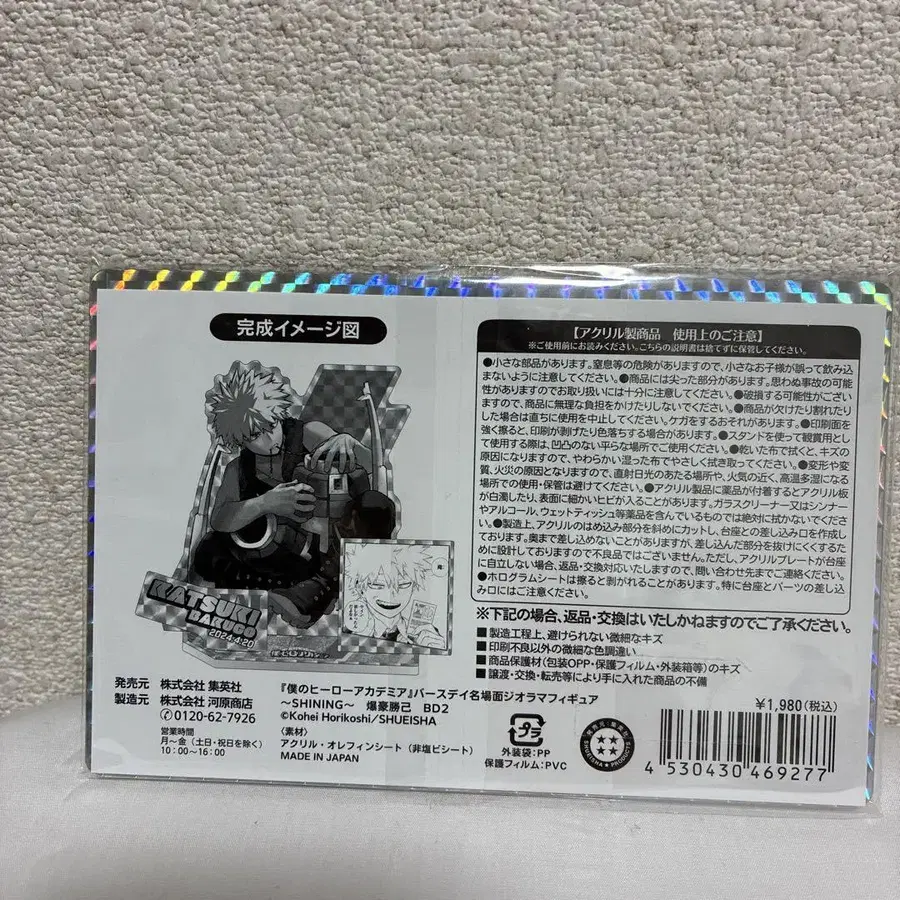 完成イメージ図
KATSUKI
BAKUGO
2024.4.20
【アクリル製商品　使用上のご注意】
※ご使用前にお読みください。こちらの説明書は捨てずに保管してください。
●小さな部品があります。窒息等の危険がありますので、小さなお子様が誤って飲み込
まないように注意してください。●商品には尖った部分があります。思わぬ事故の可能
性がありますのでお取り扱いには十分に注意してください。●破損する可能性がござい
ますので、商品に無理な負担をかけたりしないでください。●商品が欠けたり割れたり
した場合は直ちに使用を中止してください。ケガをするおそれがあります。●印刷面を
強く擦ると、印刷が剥げたり色落ちする場合があります。●スタンドを使って観賞用とし
て使用する際は、凹凸のない平らな場所でご使用ください。●乾いた布で拭くと、キズの
原因になりますので、やわらかい湿った布でやさしく拭き取ってください。●変形や変
質、火災の原因となりますので、直射日光のあたる場所や、火気の近く、高温多湿になる
場所での使用・保管は避けてください。●アクリル製品に薬品が付着するとアクリル板
が白濁したり、表面に細かいヒビが入ることがあります。ガラスクリーナー又はシンナー
やアルコール、ウェットティッシュ等薬品を含んでいるものでは絶対に拭かないでくださ
い。●製造上、アクリルのはめ込み部分を斜めにカットし、台座との差し込み口を作成し
ております。奥まで差し込めないことがありますが、差し込んだ部分を抜けにくくするた
めに設計しておりますので不良品ではございません。ただし、アクリルプレートが台座
に自立しない場合、返品・交換対応いたしますので、問い合わせ先までご連絡ください。
●ホログラムシートは擦ると剥がれることがあります。特に台座とパーツの差し込
み口はご注意ください。
※下記の場合、返品・交換はいたしかねますのでご了承ください。
■製造工程上、避けられない微細なキズ
■印刷不良以外の微細な色調違い
■商品保護材（包装OPP・保護フィルム・外装箱等）のキズ
■譲渡・交換・転売等により手に入れた商品の不備
発売元　株式会社 集英社
製造元　株式会社 河原商店
✆0120-62-7926
営業時間
月〜金（土日・祝日を除く）
10：00〜16：00
『僕のヒーローアカデミア』バースデイ名場面ジオラマフィギュア
〜SHINING〜　爆豪勝己　BD2
©Kohei Horikoshi／SHUEISHA
〈素材〉
アクリル・オレフィンシート（非塩ビシート）
MADE IN JAPAN
プラ
外装袋：PP
保護フィルム：PVC
￥1,980（税込）
4 530430 469277